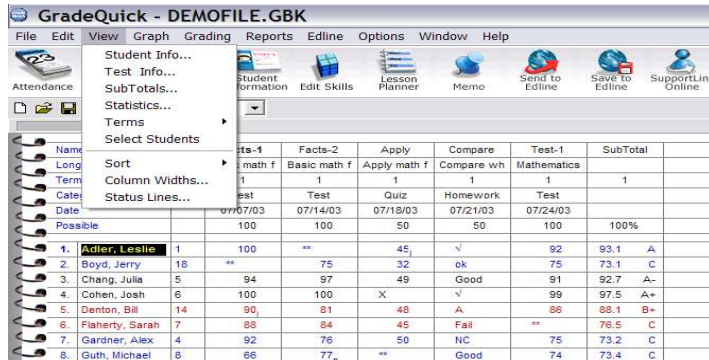 GradeQuick - DEMOFILE.GBK
File Edit View Graph Grading Reports Edline Options Window Help
Student Info...
Test Info...
SubTotals...
Statistics...
Terms
Select Students
Sort
Column Widths...
Status Lines...
Attendance Student Edit Skills Lesson Planner Memo Send to Edline Save to Edline SupportLin Online
Facts-2 Apply Compare Test-1 SubTotal
Long math f Basic math f Apply math f Compare wh Mathematics
Term 1 1 1 1 1 1
Test Quiz Homework Test
Date 07/07/03 07/14/03 07/18/03 07/21/03 07/24/03
Possible 100 100 50 50 100 100%
1. Adler, Leslie 1 100 ** 45 √ 92 93.1 A
2. Boyd, Jerry 18 ** 75 32 ok 75 73.1 C
3. Chang, Julia 5 94 97 49 Good 91 92.7 A-
4. Cohen, Josh 6 100 100 X √ 99 97.5 A+
5. Denton, Bill 14 90 81 48 A 86 88.1 B+
6. Flaherty, Sarah 7 88 84 45 Fail ** 76.5 C
7. Gardner, Alex 4 92 76 50 NC 75 73.2 C
8. Guth, Michael 8 66 77 ** Good 74 73.4 C